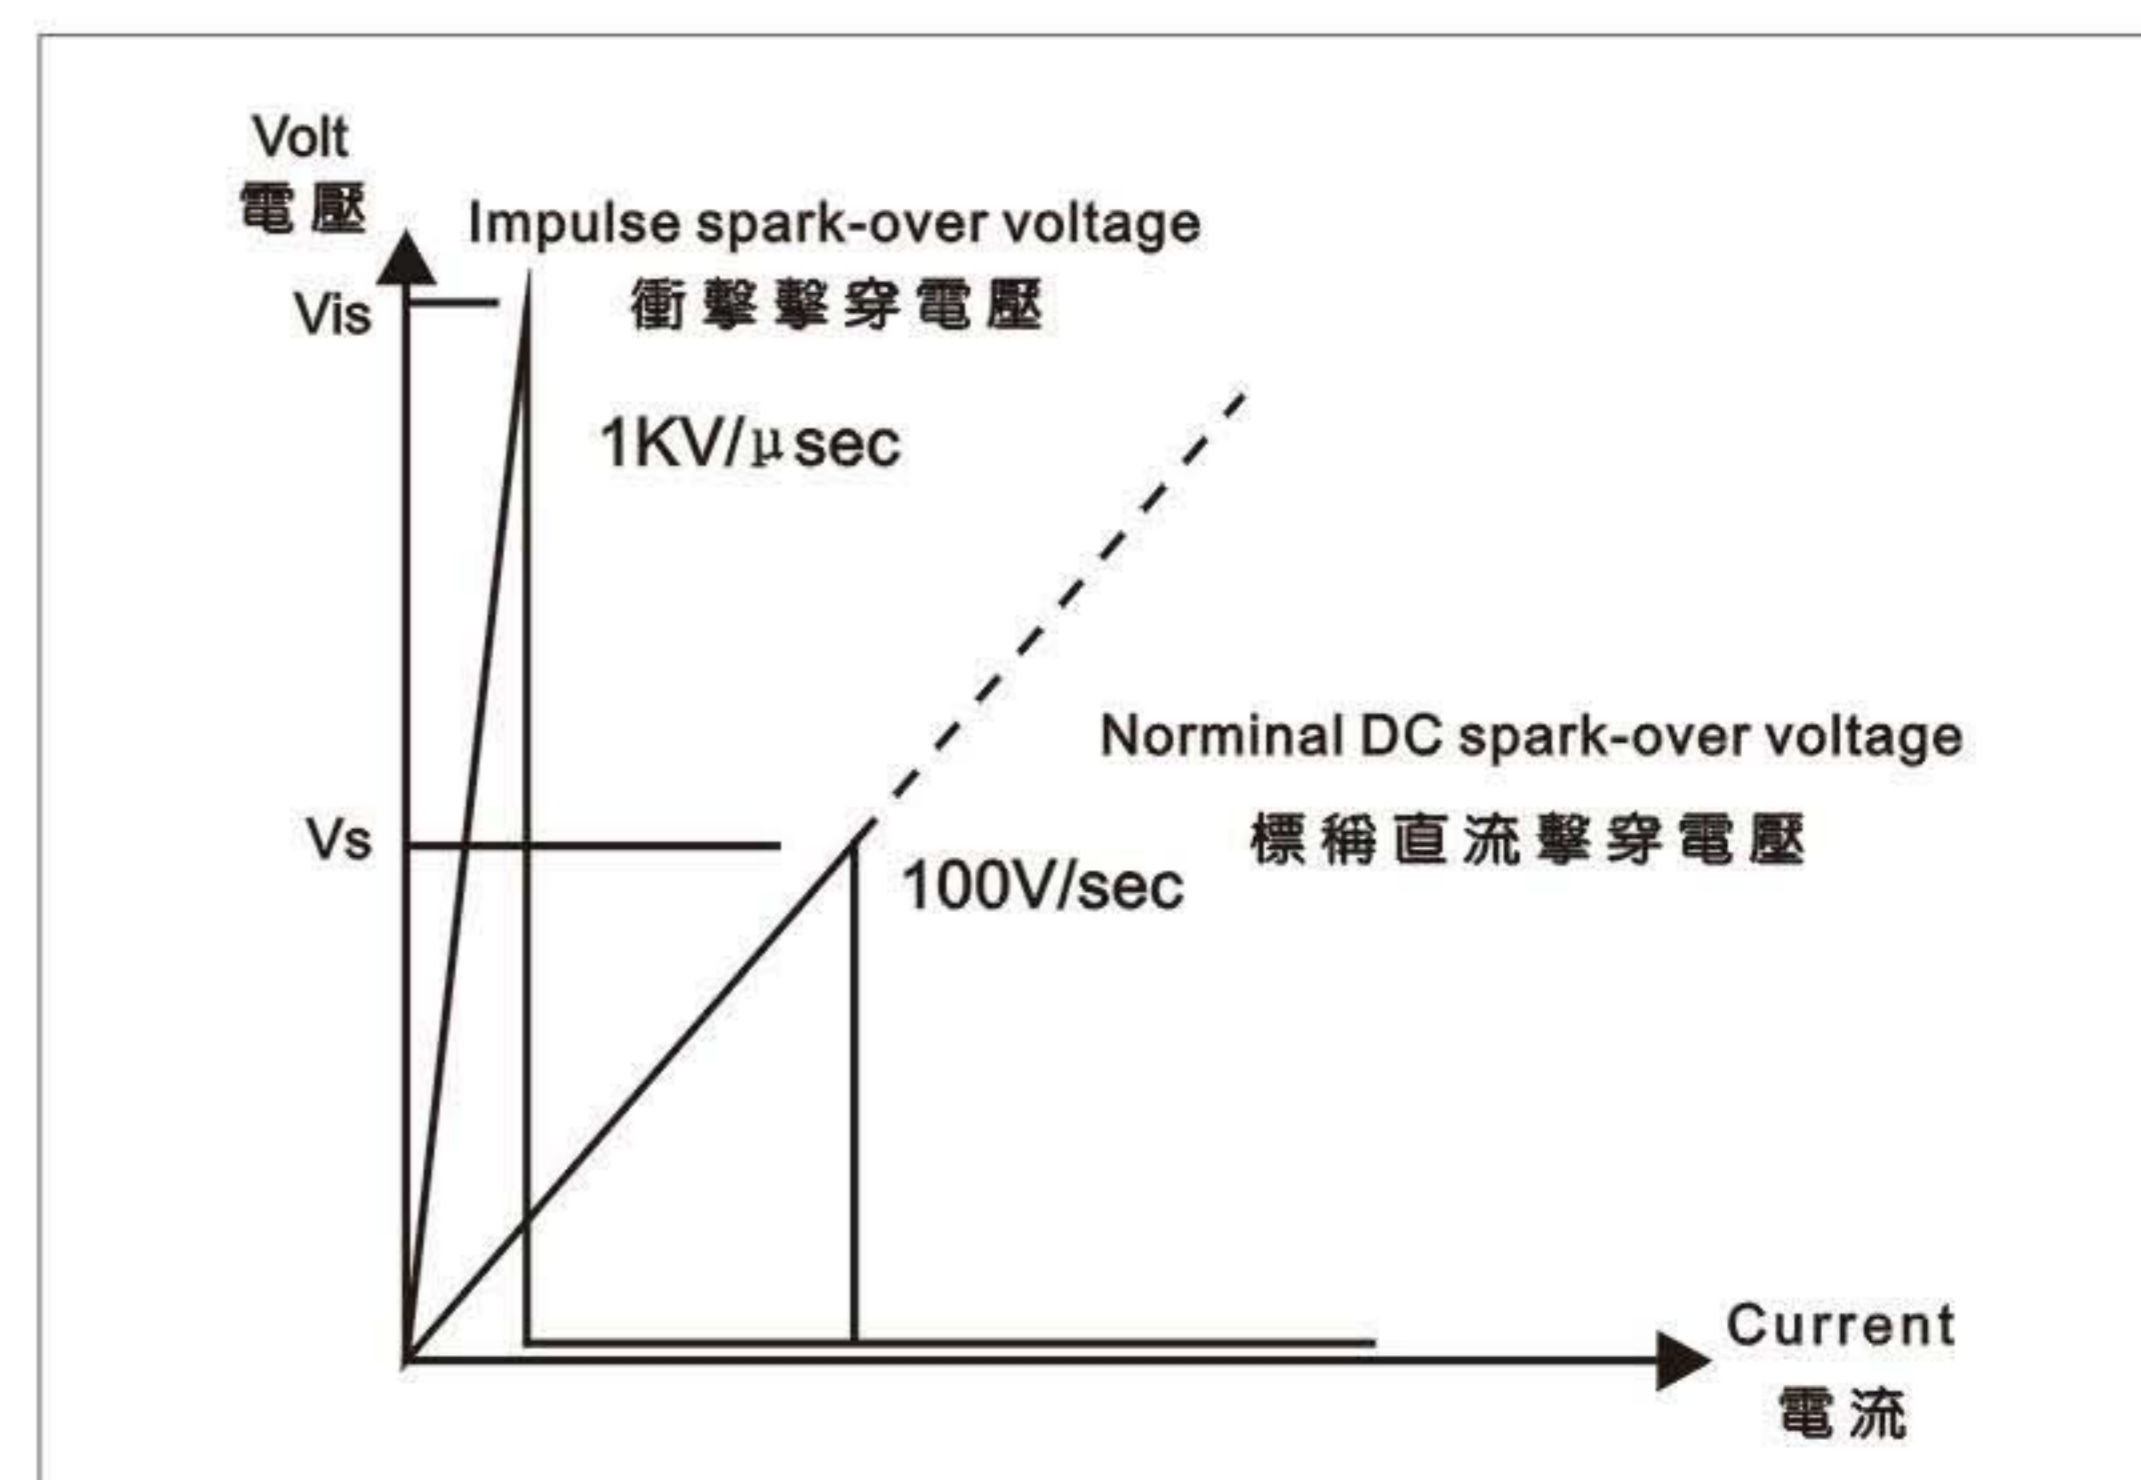 Volt
電壓
Impulse spark-over voltage
衝擊擊穿電壓
Vis
1KV/μsec
Norminal DC spark-over voltage
標稱直流擊穿電壓
Vs
100V/sec
Current
電流